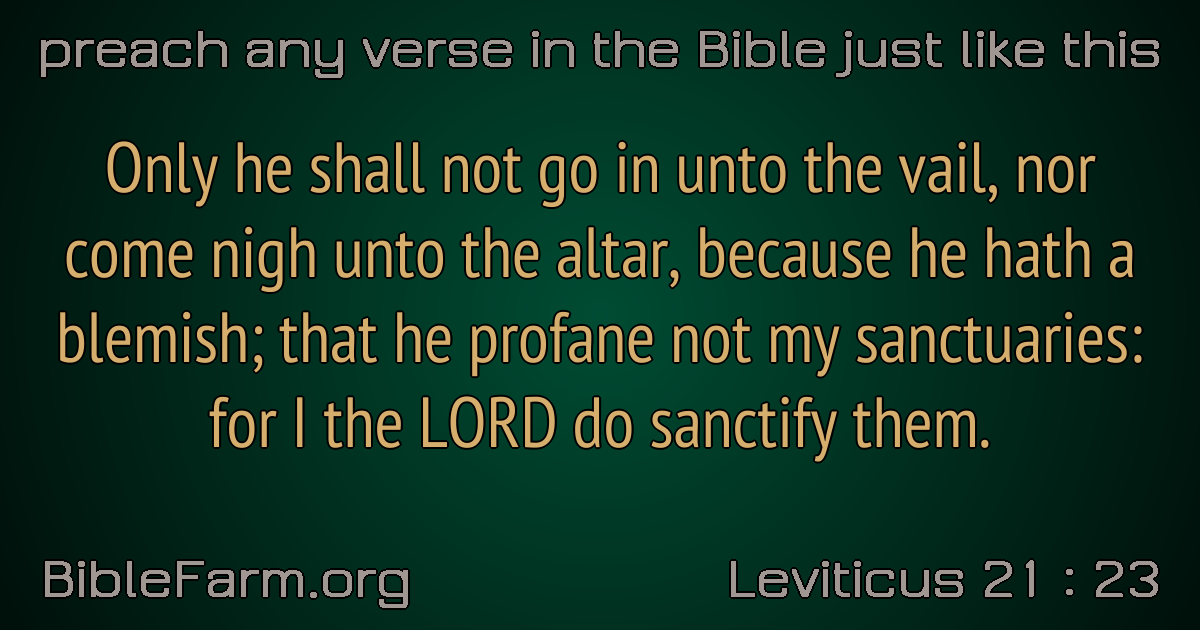 preach any verse in the Bible just like this
Only he shall not go in unto the vail, nor
come nigh unto the altar, because he hath a
blemish; that he profane not my sanctuaries:
for I the LORD do sanctify them.
BibleFarm.org
Leviticus 21 : 23